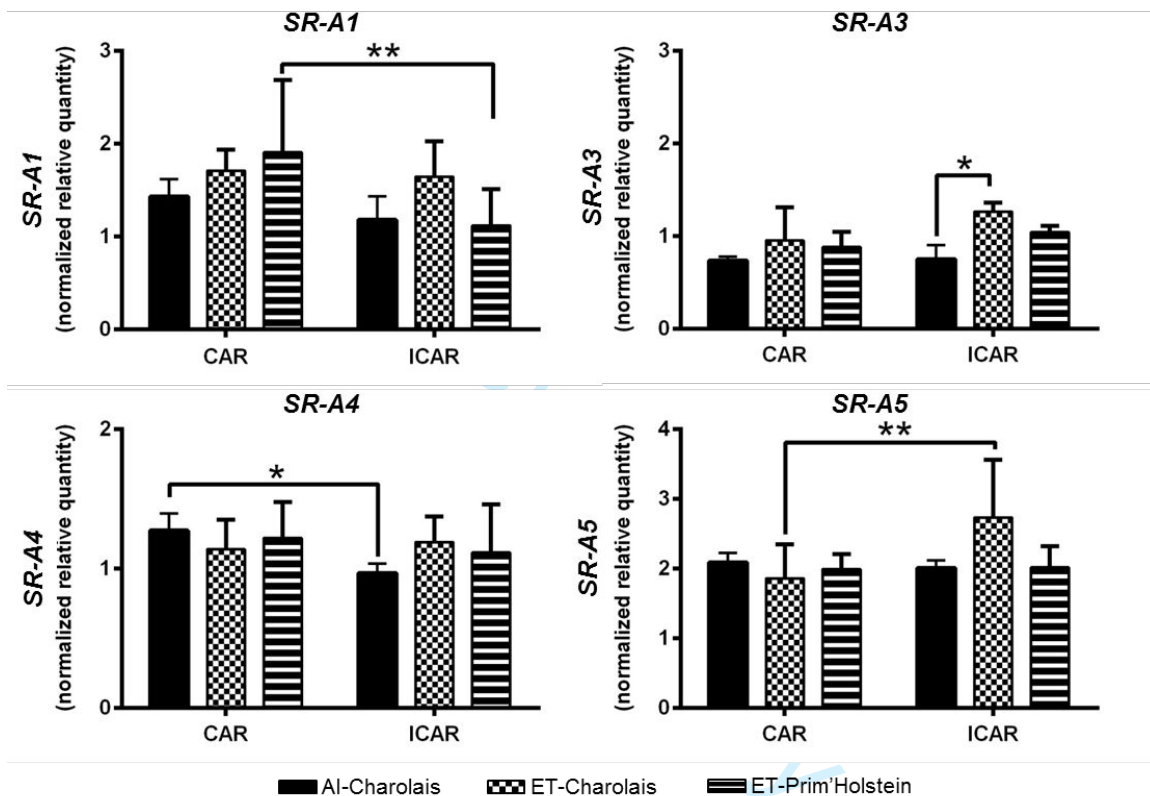 SR-A1
SR-A1
(normalized relative quantity)
3
2
1
0
**
CAR
ICAR
SR-A3
SR-A3
(normalized relative quantity)
3
2
1
0
*
CAR
ICAR
SR-A4
SR-A4
(normalized relative quantity)
2
1
0
*
CAR
ICAR
SR-A5
SR-A5
(normalized relative quantity)
4
3
2
1
0
**
CAR
ICAR
AI-Charolais ET-Charolais ET-Prim'Holstein